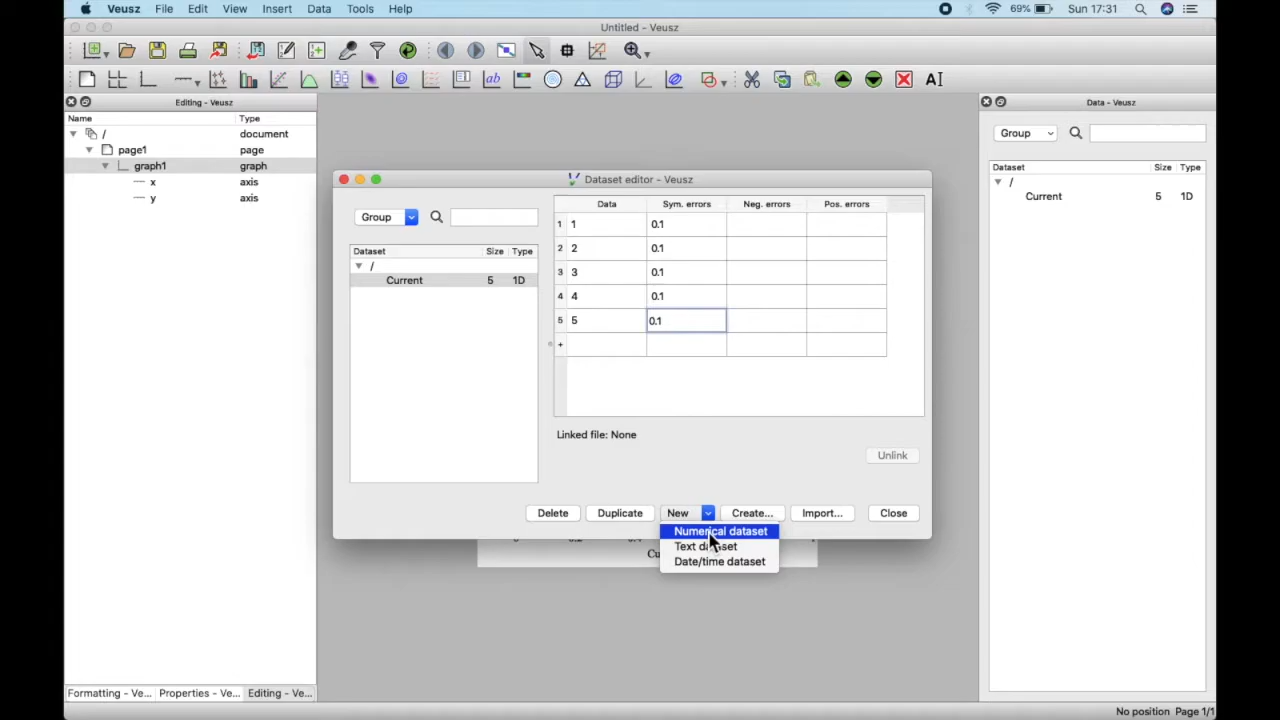 Veusz File Edit View Insert Data Tools Help 69% Sun 17:31
Untitled - Veusz
ab
AI
Editing - Veusz
Name Type
/ document
page1 page
graph1 graph
x axis
y axis
Dataset editor - Veusz
Group
Dataset Size Type
/
Current 5 1D
Data Sym. errors Neg. errors Pos. errors
1 1 0.1
2 2 0.1
3 3 0.1
4 4 0.1
5 5 0.1
+
Linked file: None
Unlink
Delete Duplicate New Create... Import... Close
Numerical dataset
Text dataset
Date/time dataset
Data - Veusz
Group
Dataset Size Type
/
Current 5 1D
Formatting - Ve... Properties - Ve... Editing - Ve...
No position Page 1/1